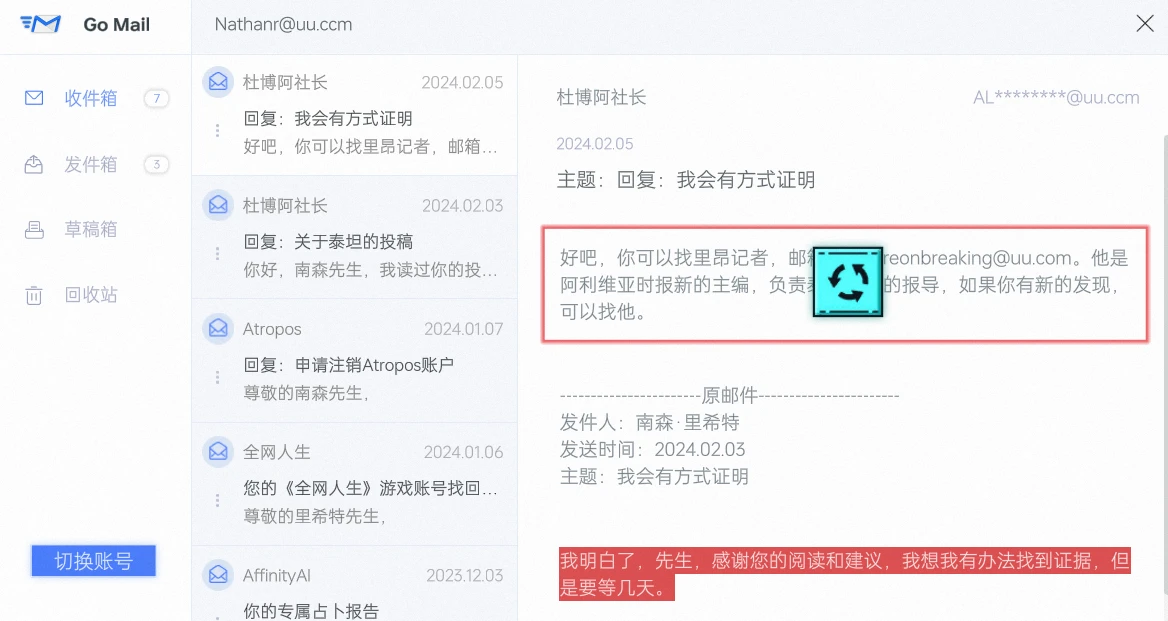 Go Mail
Nathanr@uu.ccm
收件箱 7
发件箱 3
草稿箱
回收站
切换账号
杜博阿社长 2024.02.05
回复：我会有方式证明
好吧，你可以找里昂记者，邮箱...
杜博阿社长 2024.02.03
回复：关于泰坦的投稿
你好，南森先生，我读过你的投...
Atropos 2024.01.07
回复：申请注销Atropos账户
尊敬的南森先生，
全网人生 2024.01.06
您的《全网人生》游戏账号找回...
尊敬的里希特先生，
AffinityAI 2023.12.03
你的专属占卜报告
杜博阿社长 AL********@uu.ccm
2024.02.05
主题：回复：我会有方式证明
好吧，你可以找里昂记者，邮 reonbreaking@uu.com。他是
阿利维亚时报新的主编，负责 的报导，如果你有新的发现，
可以找他。
-----------------------原邮件-----------------------
发件人：南森·里希特
发送时间：2024.02.03
主题：我会有方式证明
我明白了，先生，感谢您的阅读和建议，我想我有办法找到证据，但
是要等几天。